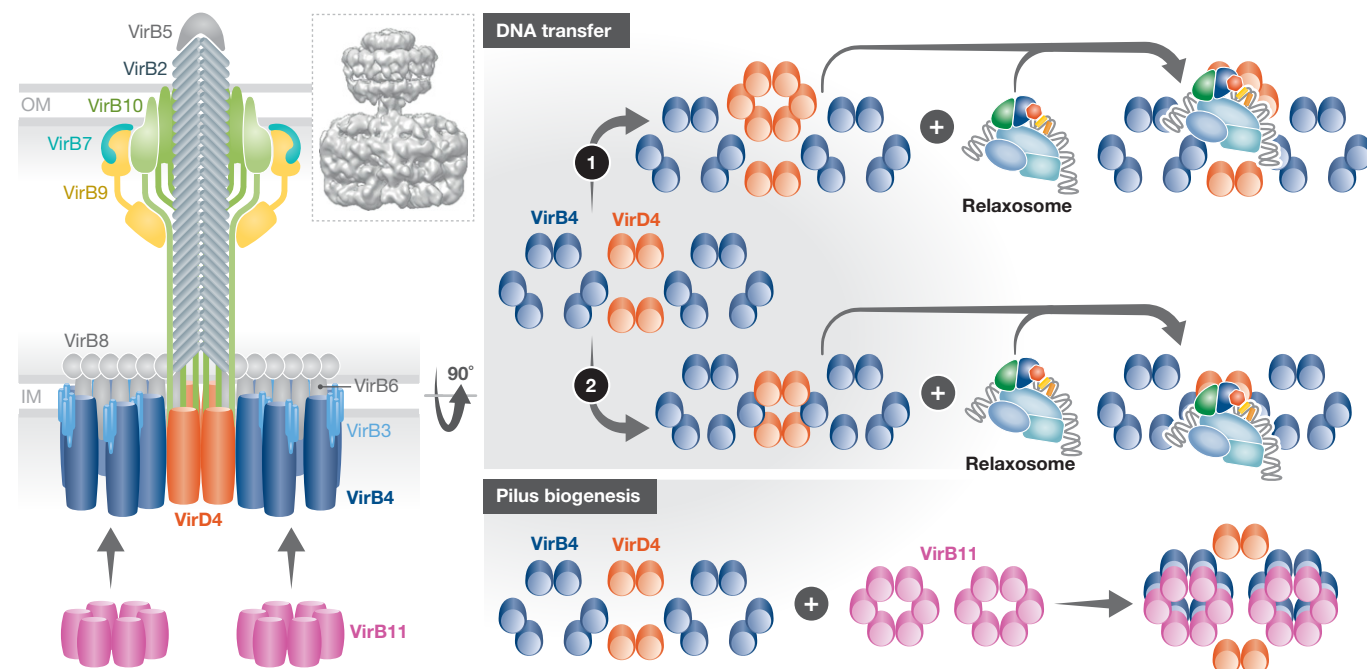 VirB5
VirB2
OM
VirB10
VirB7
VirB9
VirB8
VirB6
IM
90°
VirB3
VirB4
VirD4
VirB11
DNA transfer
1
+
Relaxosome
VirB4
VirD4
2
+
Relaxosome
Pilus biogenesis
VirB4
VirD4
+
VirB11